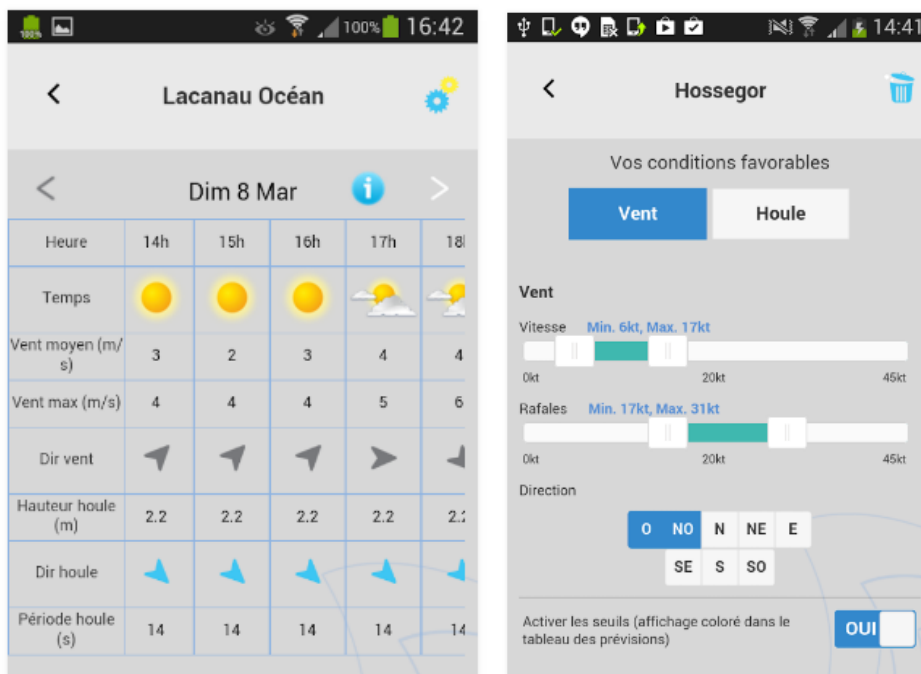 100% 16:42
Lacanau Océan
< Dim 8 Mar i >
Heure 14h 15h 16h 17h 18
Temps
Vent moyen (m/
s) 3 2 3 4 4
Vent max (m/s) 4 4 4 5 6
Dir vent
Hauteur houle
(m) 2.2 2.2 2.2 2.2 2.
Dir houle
Période houle
(s) 14 14 14 14 14
14:41
Hossegor
Vos conditions favorables
Vent Houle
Vent
Vitesse Min. 6kt, Max. 17kt
0kt 20kt 45kt
Rafales Min. 17kt, Max. 31kt
0kt 20kt 45kt
Direction
O NO N NE E
SE S SO
Activer les seuils (affichage coloré dans le
tableau des prévisions) OUI